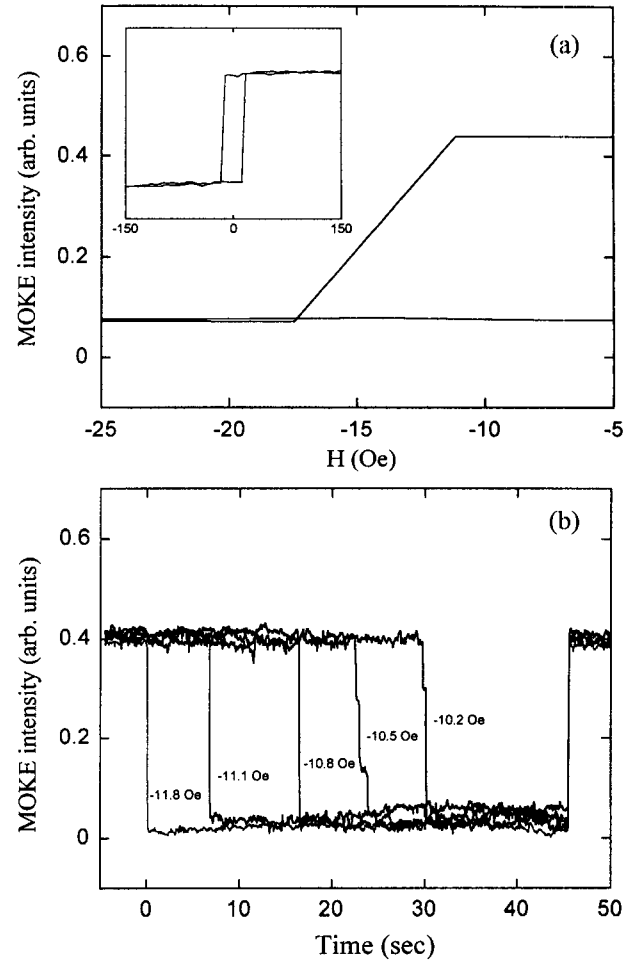 (a)
MOKE intensity (arb. units)
0.6
0.4
0.2
0
-150
0
150
-25
-20
-15
-10
-5
H (Oe)
(b)
MOKE intensity (arb. units)
0.6
0.4
0.2
0
-11.8 Oe
-11.1 Oe
-10.8 Oe
-10.5 Oe
-10.2 Oe
0
10
20
30
40
50
Time (sec)